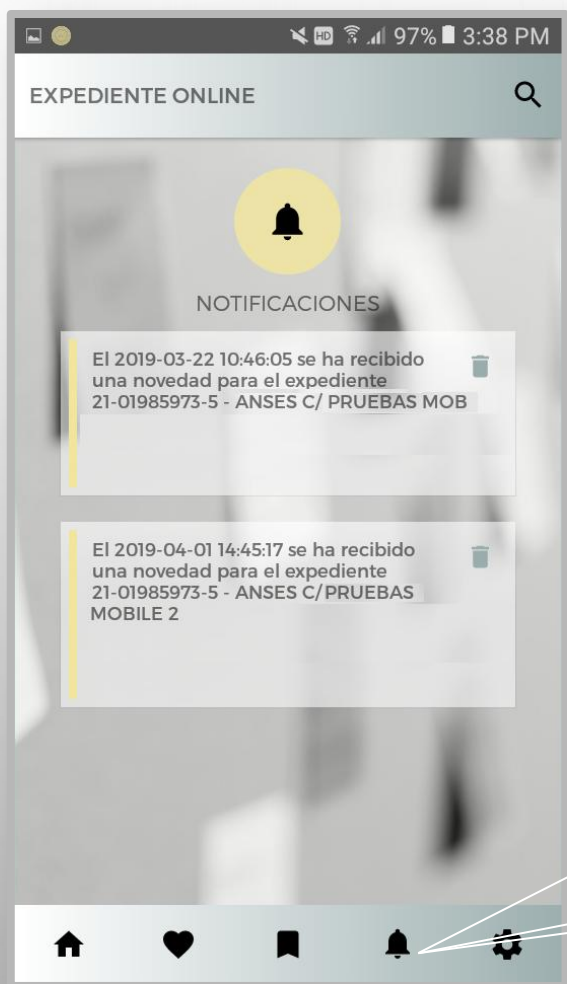 HD 97% 3:38 PM
EXPEDIENTE ONLINE
NOTIFICACIONES
El 2019-03-22 10:46:05 se ha recibido
una novedad para el expediente
21-01985973-5 - ANSES C/ PRUEBAS MOB
El 2019-04-01 14:45:17 se ha recibido
una novedad para el expediente
21-01985973-5 - ANSES C/PRUEBAS
MOBILE 2